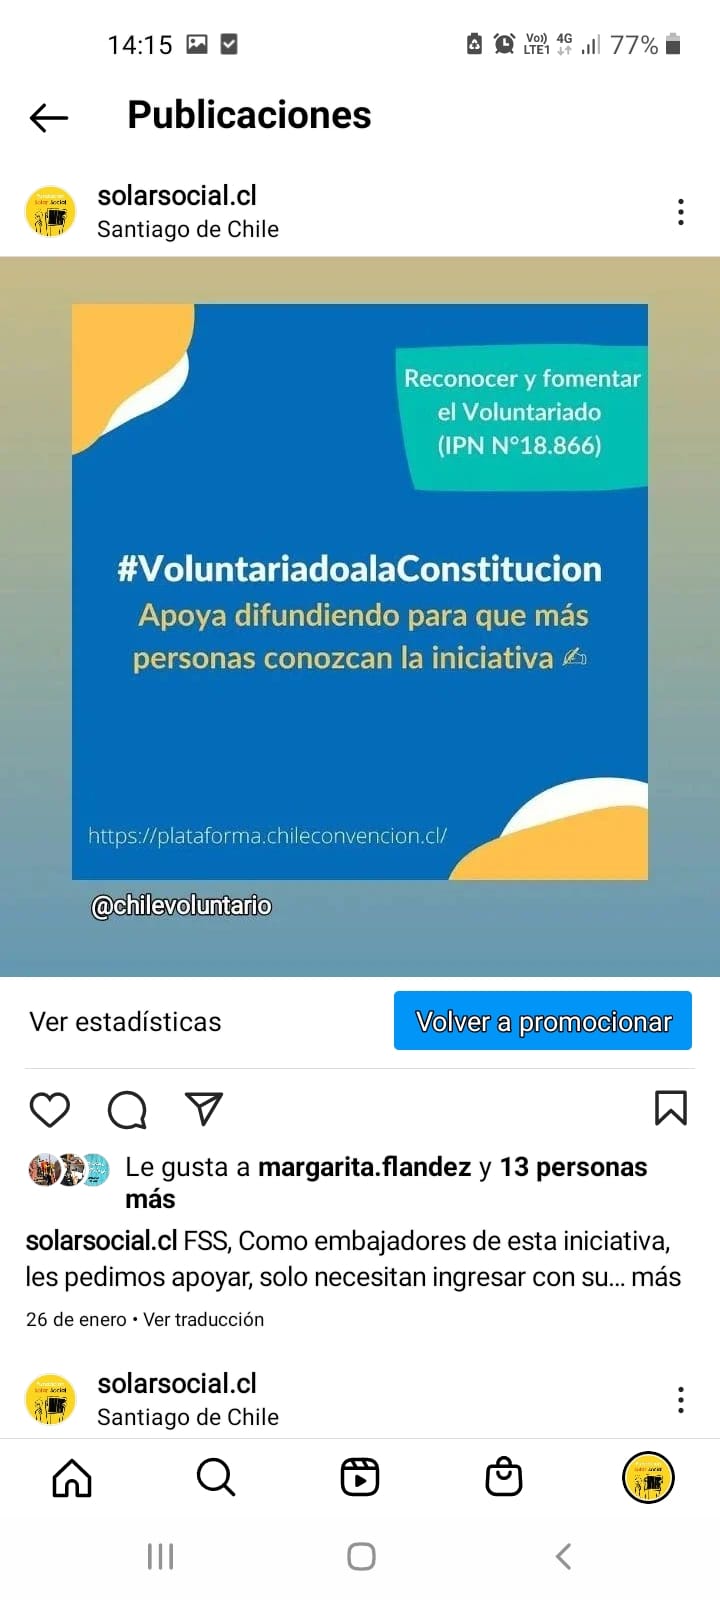 14:15
Vo))
LTE1
4G
77%
Publicaciones
solarsocial.cl
Santiago de Chile
Reconocer y fomentar
el Voluntariado
(IPN N°18.866)
#VoluntariadoalaConstitucion
Apoya difundiendo para que más
personas conozcan la iniciativa ✍
https://plataforma.chileconvencion.cl/
@chilevoluntario
Ver estadísticas
Volver a promocionar
Le gusta a margarita.flandez y 13 personas
más
solarsocial.cl FSS, Como embajadores de esta iniciativa,
les pedimos apoyar, solo necesitan ingresar con su... más
26 de enero • Ver traducción
solarsocial.cl
Santiago de Chile